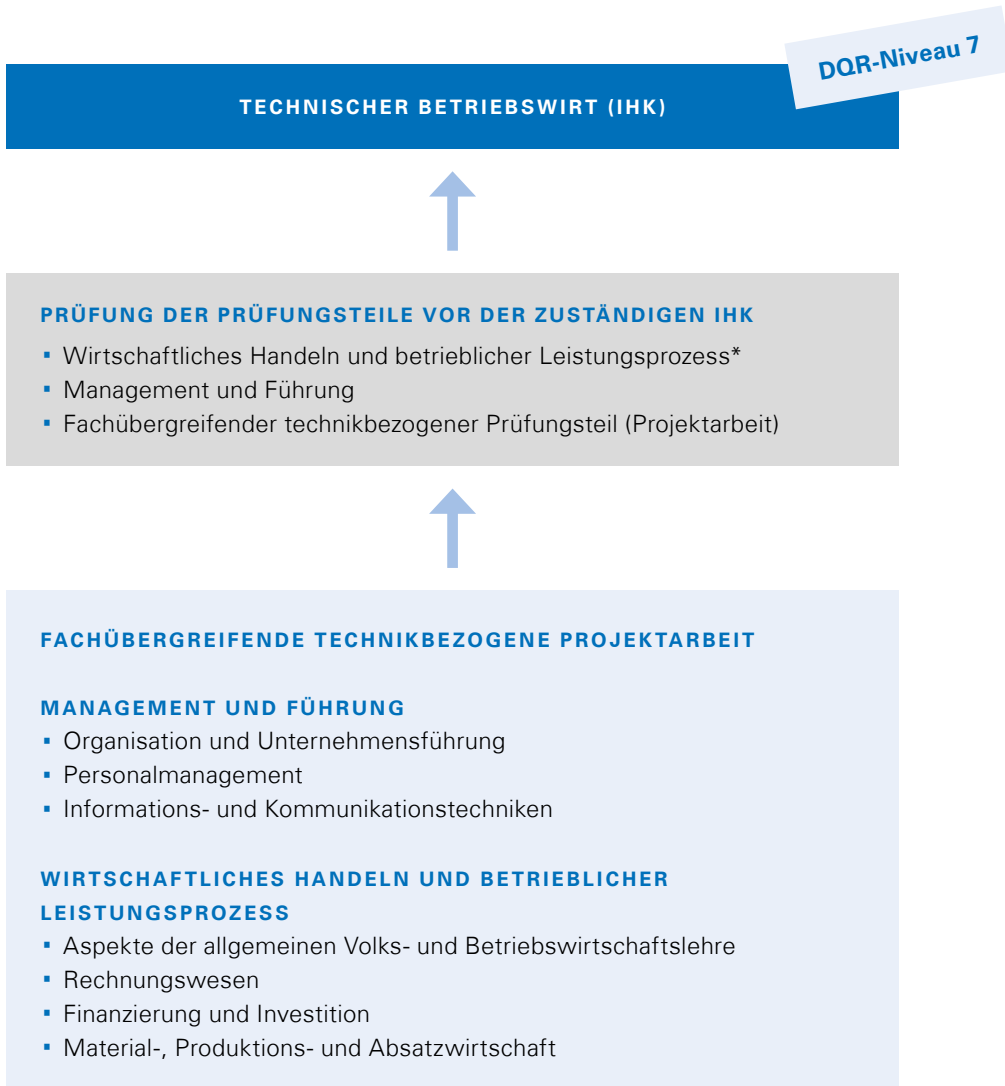 DQR-Niveau 7
TECHNISCHER BETRIEBSWIRT (IHK)
PRÜFUNG DER PRÜFUNGSTEILE VOR DER ZUSTÄNDIGEN IHK
▪ Wirtschaftliches Handeln und betrieblicher Leistungsprozess*
▪ Management und Führung
▪ Fachübergreifender technikbezogener Prüfungsteil (Projektarbeit)
FACHÜBERGREIFENDE TECHNIKBEZOGENE PROJEKTARBEIT
MANAGEMENT UND FÜHRUNG
▪ Organisation und Unternehmensführung
▪ Personalmanagement
▪ Informations- und Kommunikationstechniken
WIRTSCHAFTLICHES HANDELN UND BETRIEBLICHER
LEISTUNGSPROZESS
▪ Aspekte der allgemeinen Volks- und Betriebswirtschaftslehre
▪ Rechnungswesen
▪ Finanzierung und Investition
▪ Material-, Produktions- und Absatzwirtschaft